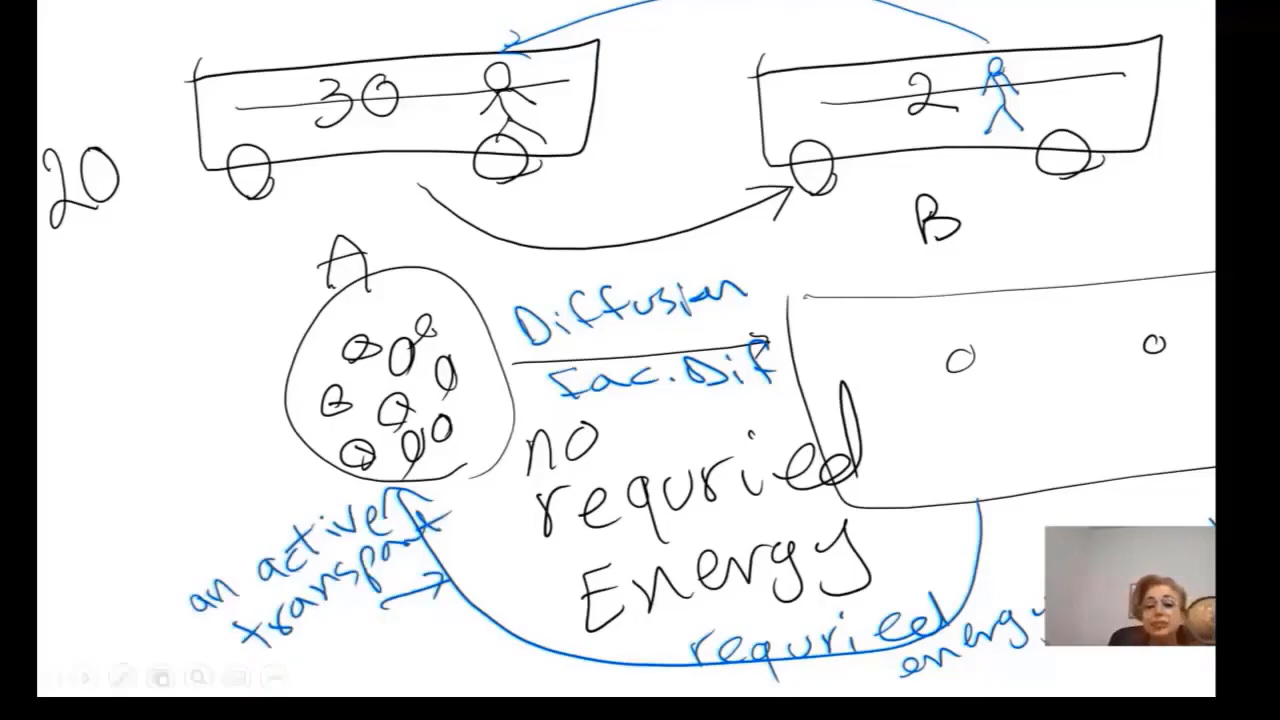 30
2
20
B
A
Diffusion
Fac.Dif
no
requried
Energy
an active
transport
requried
energy